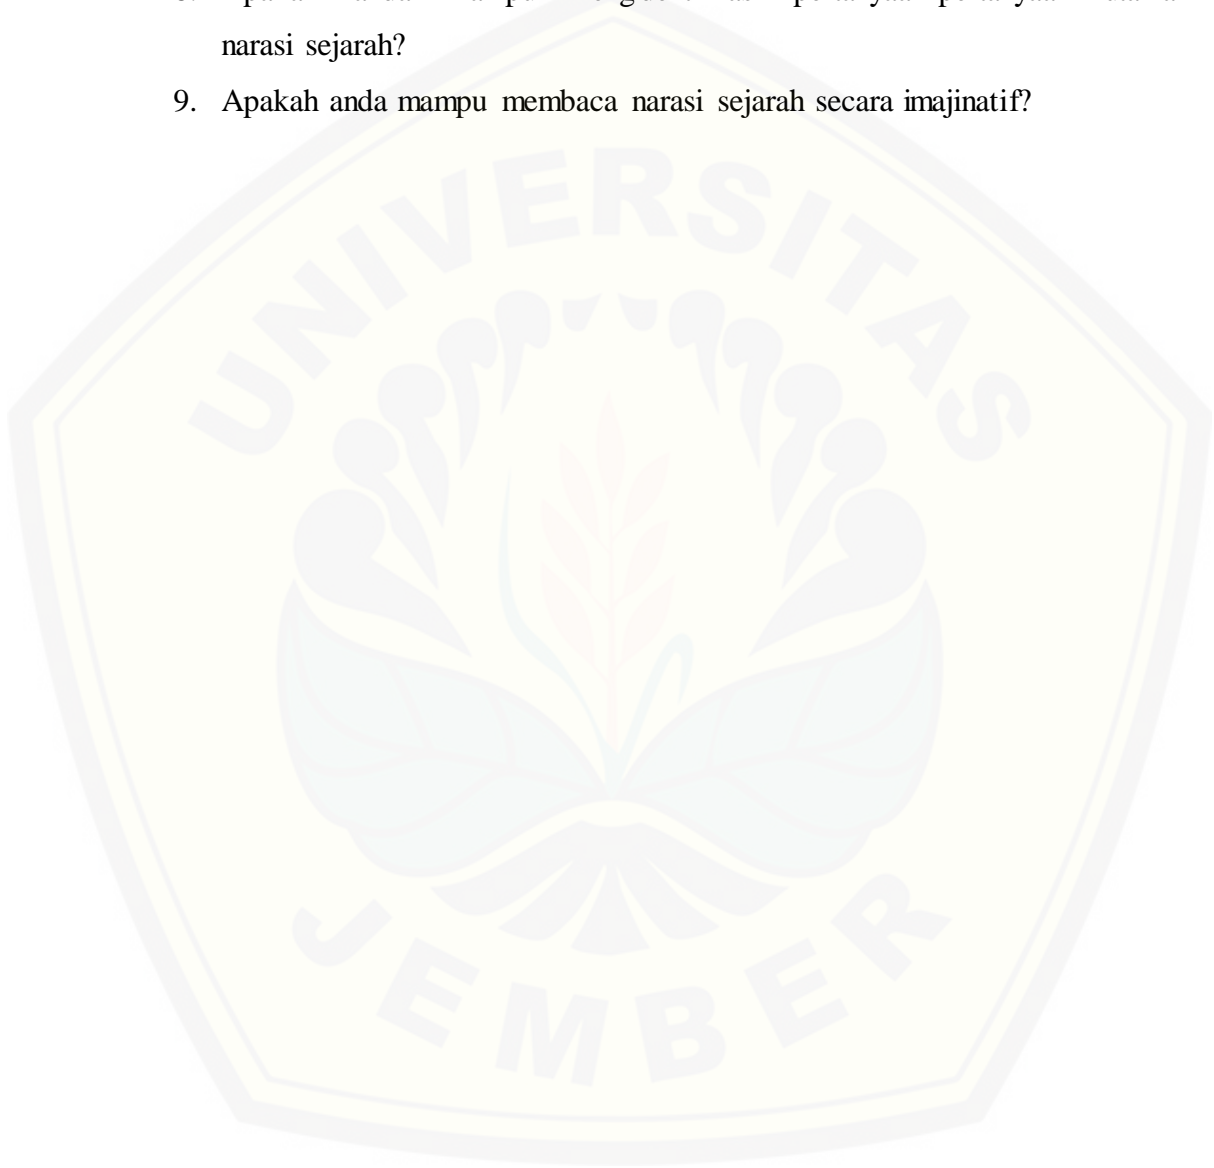 narasi sejarah?
9. Apakah anda mampu membaca narasi sejarah secara imajinatif?
UNIVERSITAS
JEMBER